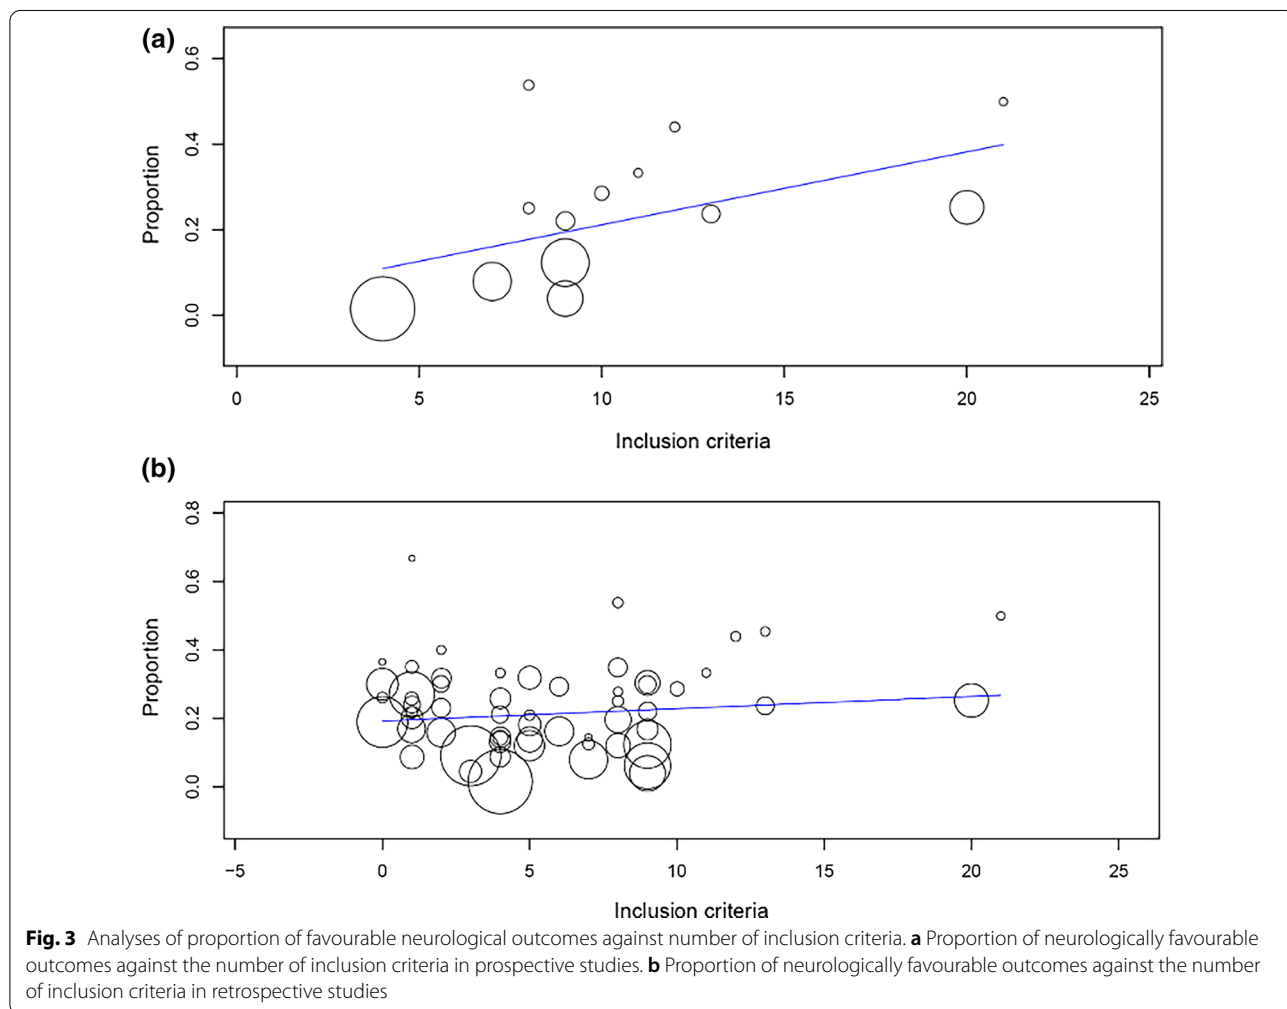 (a)
0.6
0.4
0.2
0.0
Proportion
0 5 10 15 20 25
Inclusion criteria
(b)
0.8
0.6
0.4
0.2
0.0
Proportion
−5 0 5 10 15 20 25
Inclusion criteria
Fig. 3 Analyses of proportion of favourable neurological outcomes against number of inclusion criteria. a Proportion of neurologically favourable
outcomes against the number of inclusion criteria in prospective studies. b Proportion of neurologically favourable outcomes against the number
of inclusion criteria in retrospective studies